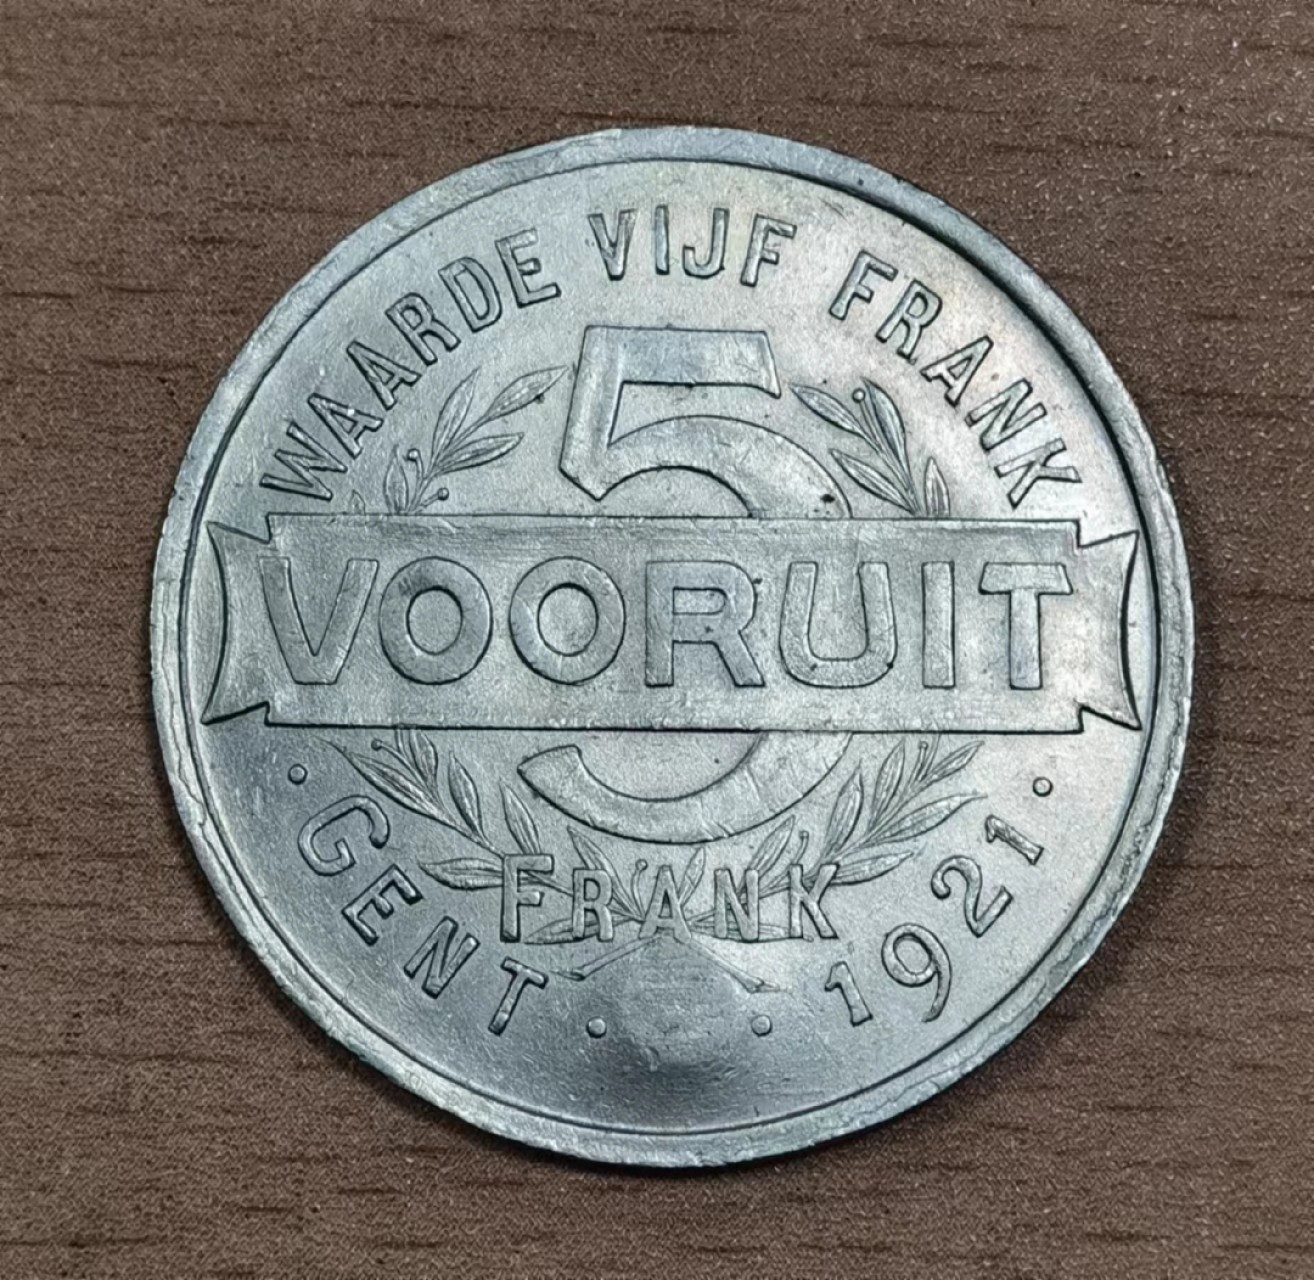 WAARDE VIJF FRANK
5
VOORUIT
FRANK
· GENT · · 1921 ·